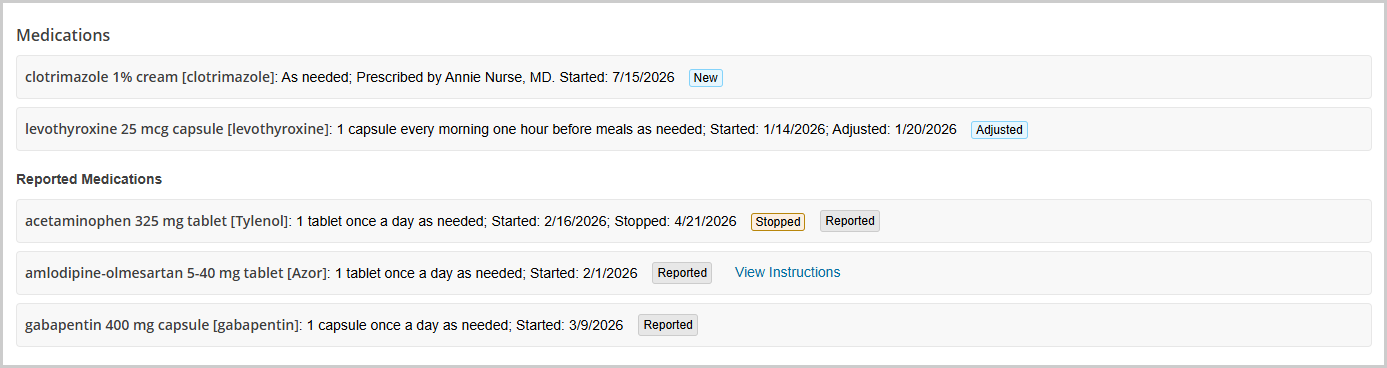 Medications
clotrimazole 1% cream [clotrimazole]: As needed; Prescribed by Annie Nurse, MD. Started: 7/15/2026 New
levothyroxine 25 mcg capsule [levothyroxine]: 1 capsule every morning one hour before meals as needed; Started: 1/14/2026; Adjusted: 1/20/2026 Adjusted
Reported Medications
acetaminophen 325 mg tablet [Tylenol]: 1 tablet once a day as needed; Started: 2/16/2026; Stopped: 4/21/2026 Stopped Reported
amlodipine-olmesartan 5-40 mg tablet [Azor]: 1 tablet once a day as needed; Started: 2/1/2026 Reported View Instructions
gabapentin 400 mg capsule [gabapentin]: 1 capsule once a day as needed; Started: 3/9/2026 Reported